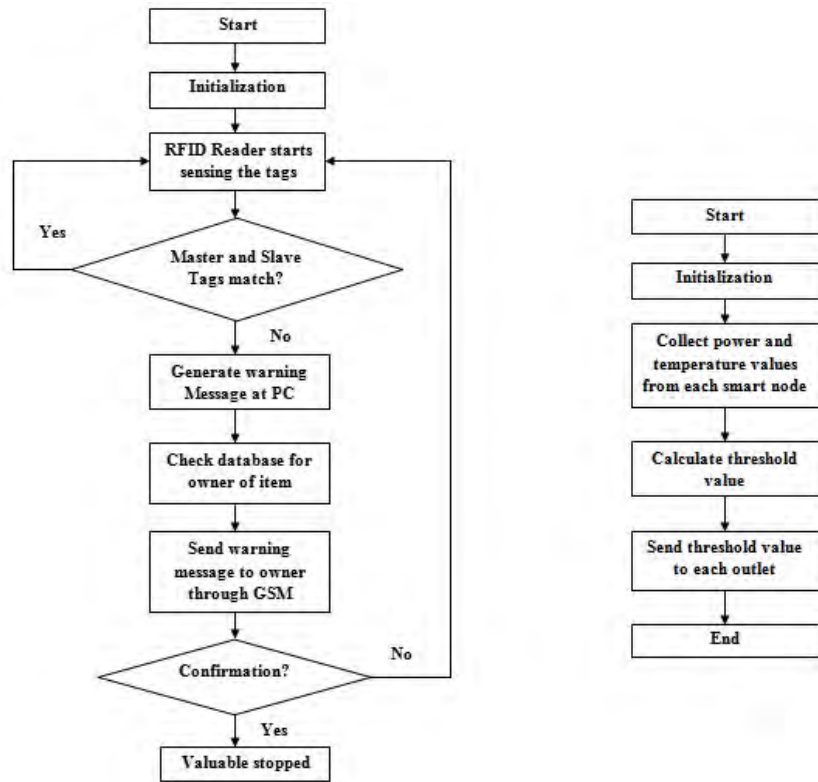 Start
Initialization
RFID Reader starts
sensing the tags
Yes
Master and Slave
Tags match?
No
Generate warning
Message at PC
Check database for
owner of item
Send warning
message to owner
through GSM
Confirmation?
No
Yes
Valuable stopped
Start
Initialization
Collect power and
temperature values
from each smart node
Calculate threshold
value
Send threshold value
to each outlet
End